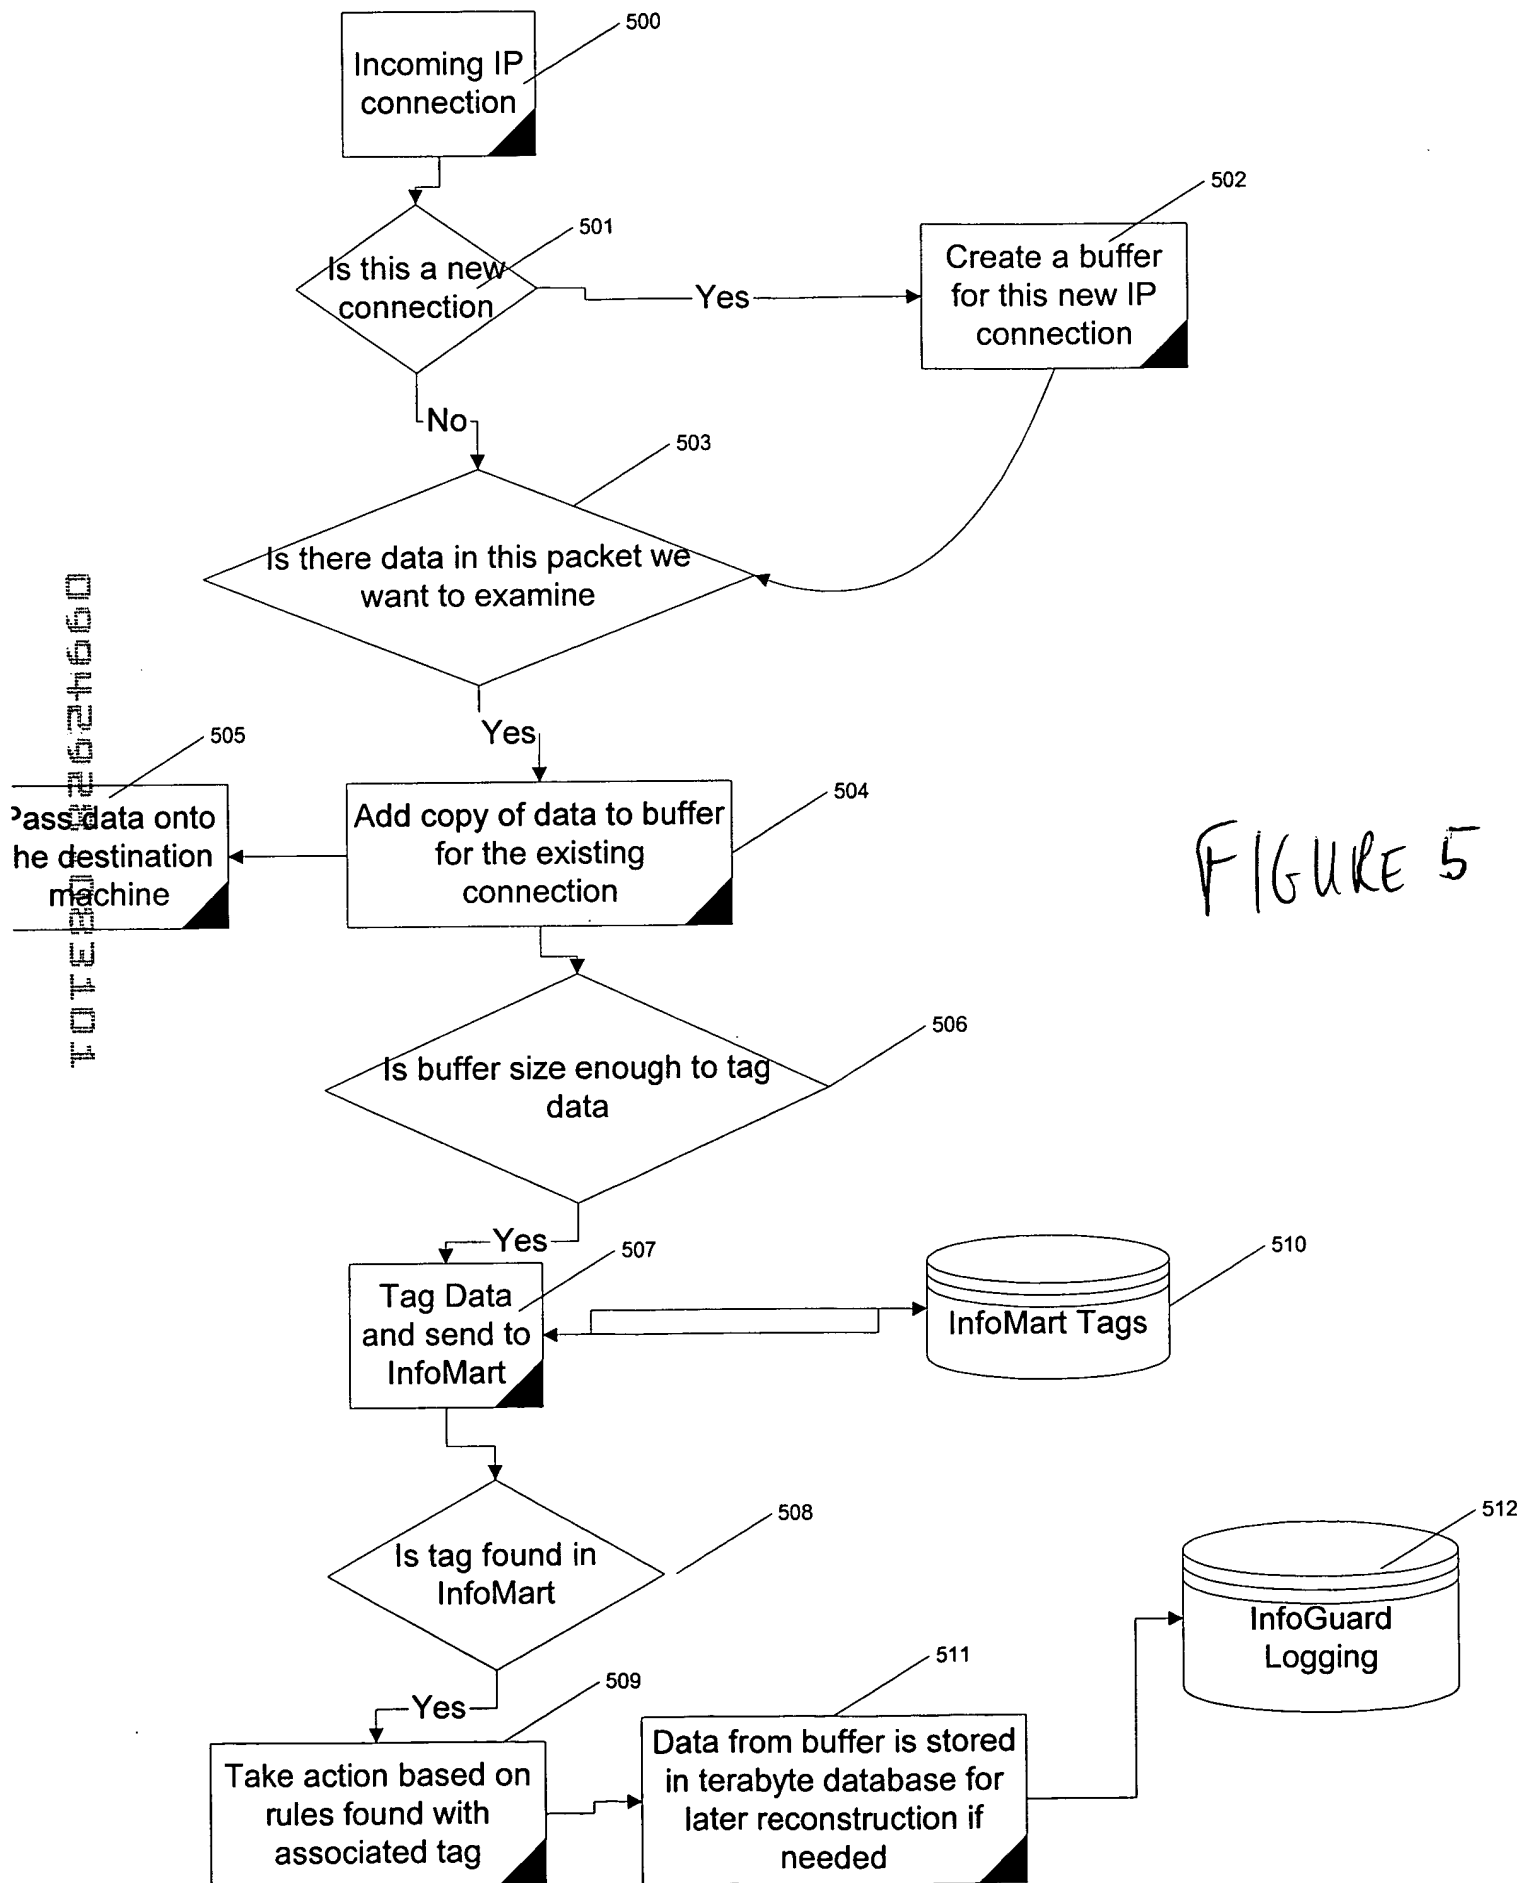 500
Incoming IP
connection
502
501
Is this a new
connection
Yes
Create a buffer
for this new IP
connection
No
503
Is there data in this packet we
want to examine
Yes
505
Pass data onto
he destination
machine
504
Add copy of data to buffer
for the existing
connection
FIGURE 5
506
Is buffer size enough to tag
data
Yes
507
Tag Data
and send to
InfoMart
510
InfoMart Tags
508
Is tag found in
InfoMart
512
InfoGuard
Logging
Yes
509
Take action based on
rules found with
associated tag
511
Data from buffer is stored
in terabyte database for
later reconstruction if
needed